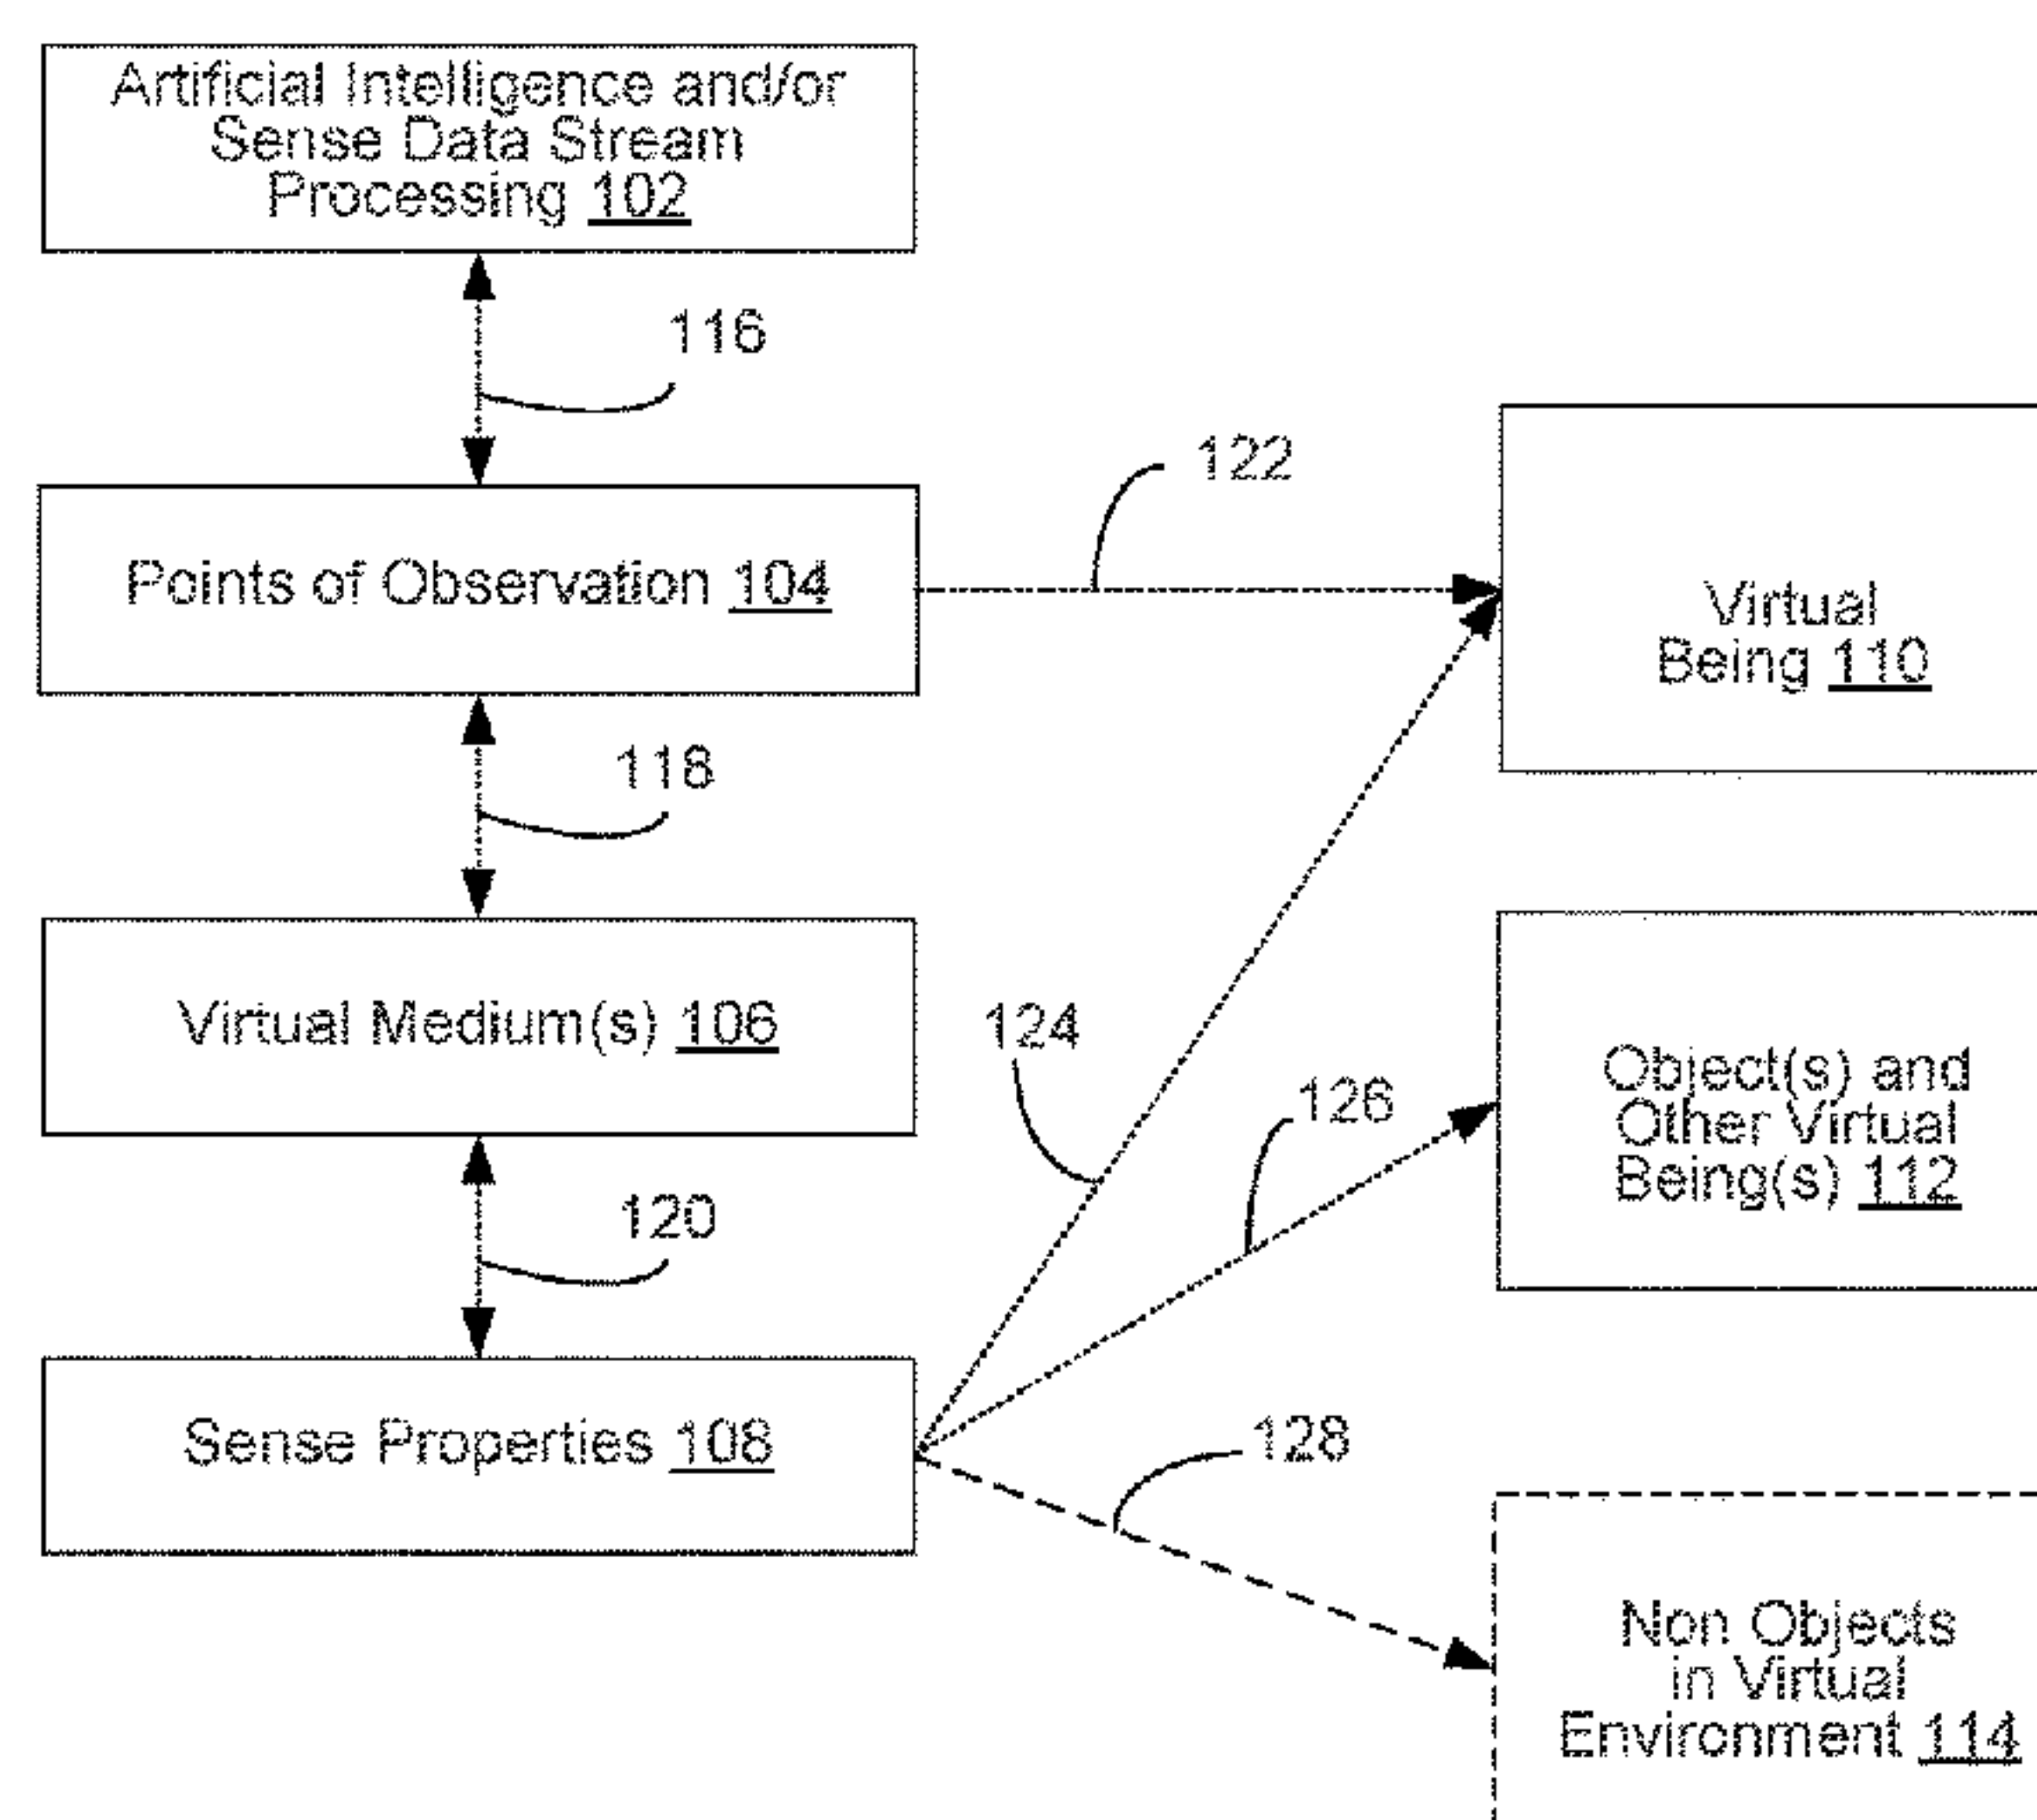 Artificial Intelligence and/or
Sense Data Stream
Processing 102
116
122
Points of Observation 104
Virtual
Being 110
118
Virtual Medium(s) 106
124
126
Object(s) and
Other Virtual
Being(s) 112
120
Sense Properties 108
128
Non Objects
in Virtual
Environment 114